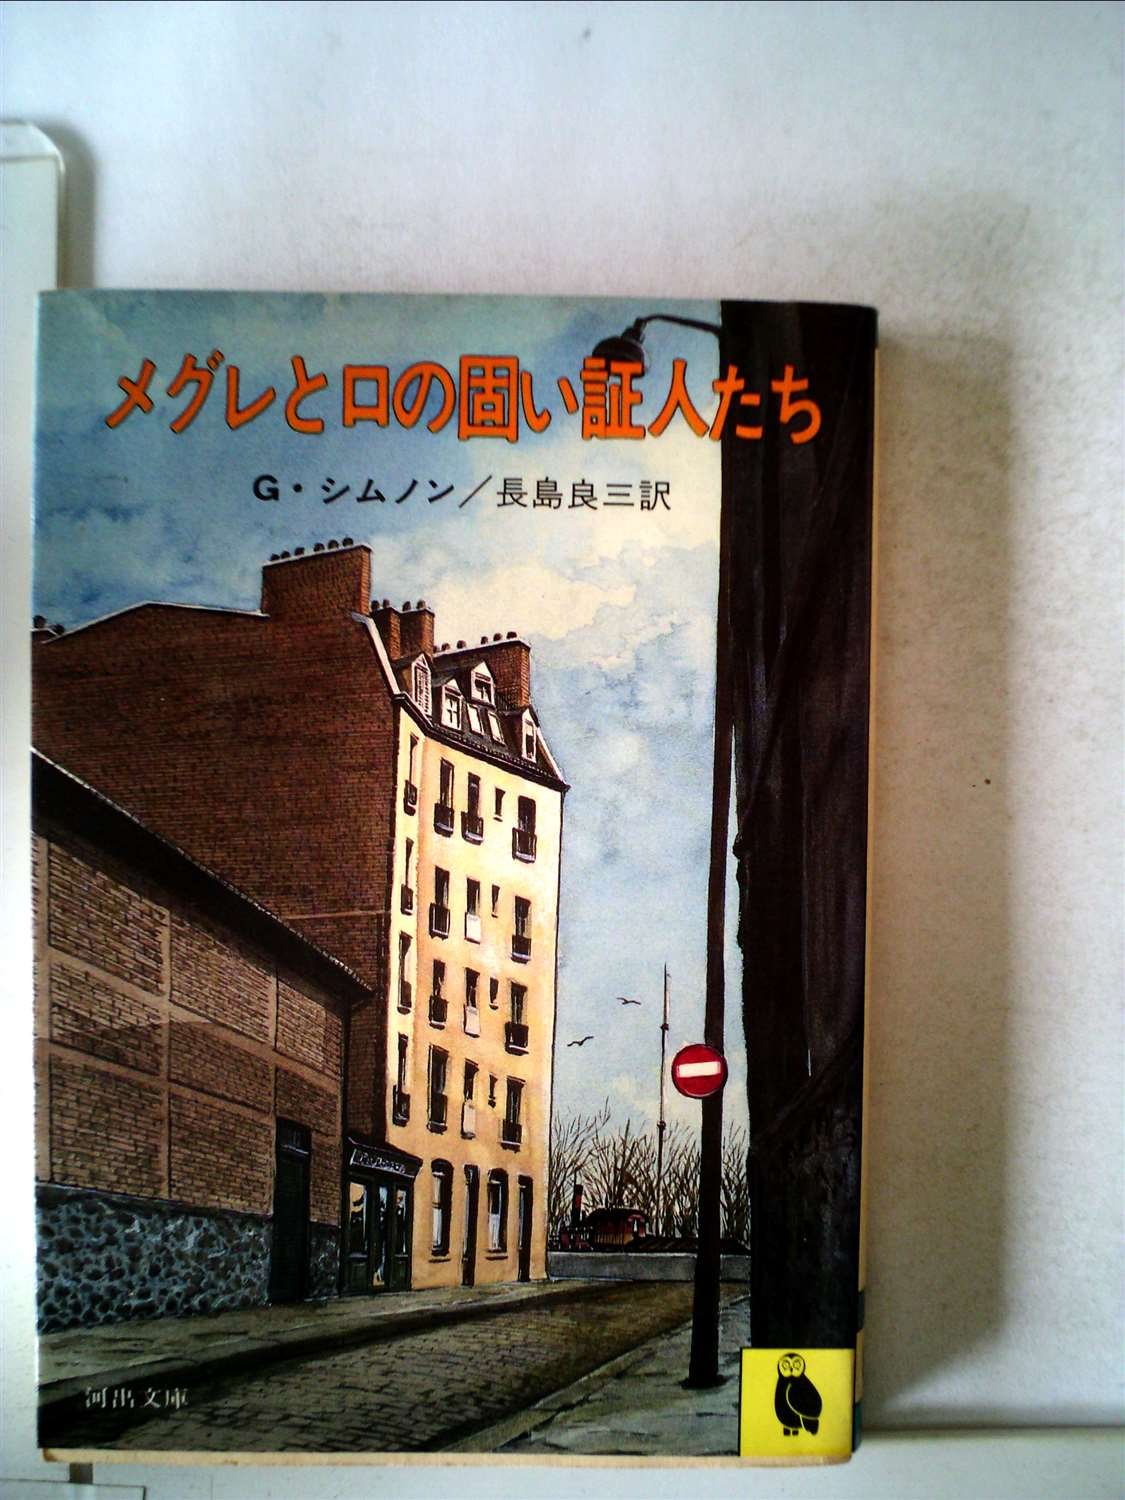 メグレと口の固い証人たち
G・シムノン／長島良三訳
河出文庫